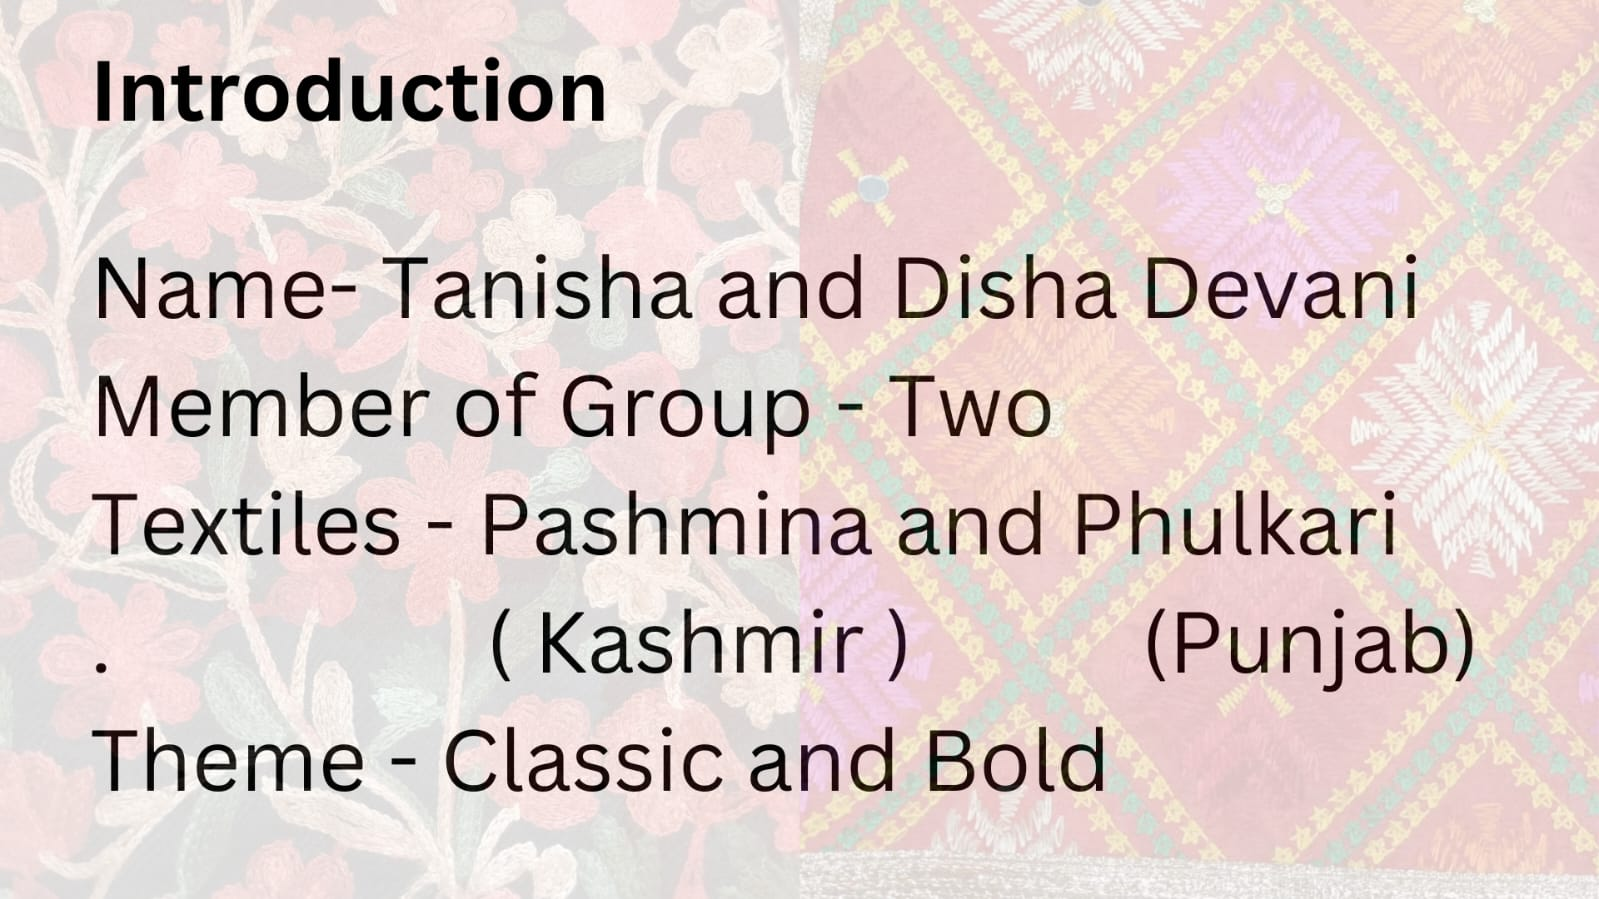 Introduction
Name- Tanisha and Disha Devani
Member of Group - Two
Textiles - Pashmina and Phulkari
. ( Kashmir ) (Punjab)
Theme - Classic and Bold